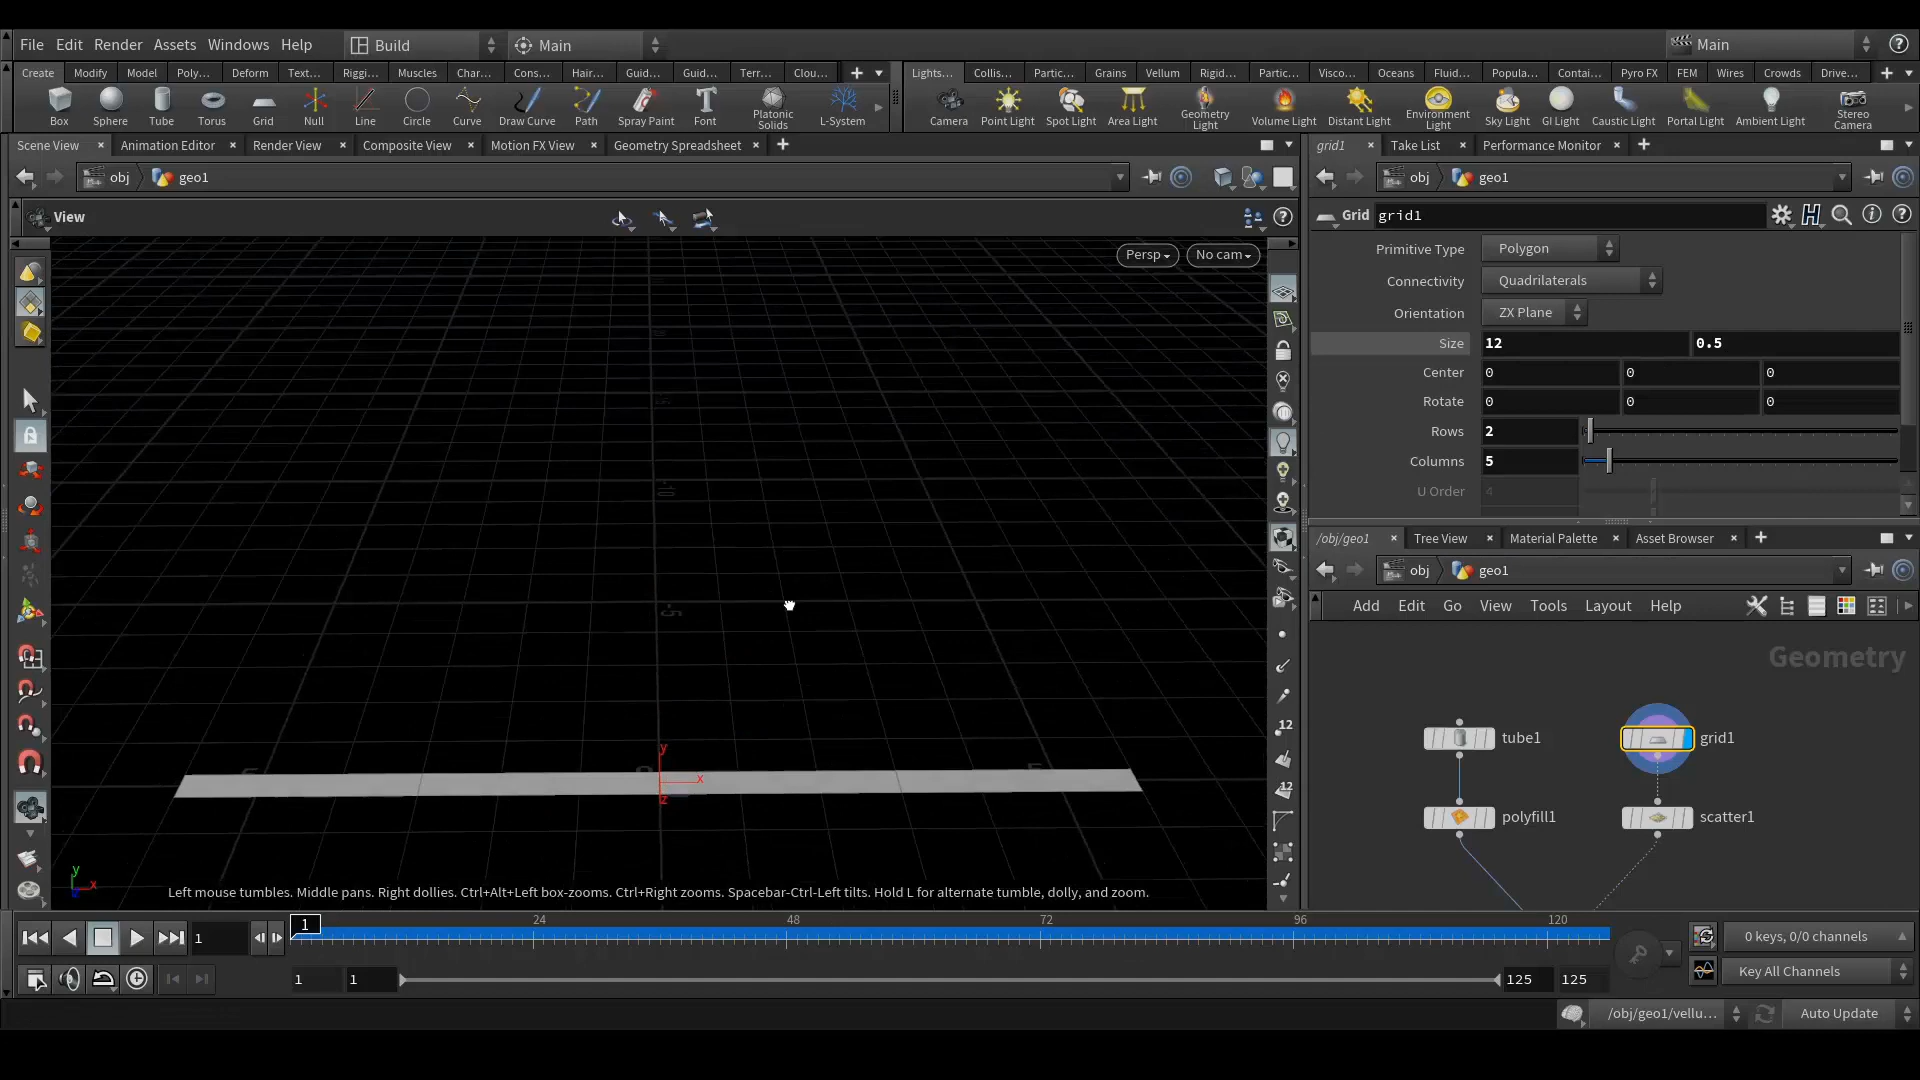 File Edit Render Assets Windows Help Build Main Main
Create Modify Model Poly... Deform Text... Riggi... Muscles Char... Cons... Hair... Guid... Guid... Terr... Clou... Lights... Collis... Partic... Grains Vellum Rigid... Partic... Visco... Oceans Fluid... Popula... Contai... Pyro FX FEM Wires Crowds Drive...
Box Sphere Tube Torus Grid Null Line Circle Curve Draw Curve Path Spray Paint Font Platonic Solids L-System Camera Point Light Spot Light Area Light Geometry Light Volume Light Distant Light Environment Light Sky Light GI Light Caustic Light Portal Light Ambient Light Stereo Camera
Scene View Animation Editor Render View Composite View Motion FX View Geometry Spreadsheet
obj geo1
View
Persp No cam
y
x
z
y
x
Left mouse tumbles. Middle pans. Right dollies. Ctrl+Alt+Left box-zooms. Ctrl+Right zooms. Spacebar-Ctrl-Left tilts. Hold L for alternate tumble, dolly, and zoom.
12
12
grid1 Take List Performance Monitor
obj geo1
Grid grid1
Primitive Type Polygon
Connectivity Quadrilaterals
Orientation ZX Plane
Size 12 0.5
Center 0 0 0
Rotate 0 0 0
Rows 2
Columns 5
U Order 4
/obj/geo1 Tree View Material Palette Asset Browser
obj geo1
Add Edit Go View Tools Layout Help
Geometry
tube1 grid1
polyfill1 scatter1
1 1 24 48 72 96 120
0 keys, 0/0 channels
1 1 125 125 Key All Channels
/obj/geo1/vellu... Auto Update